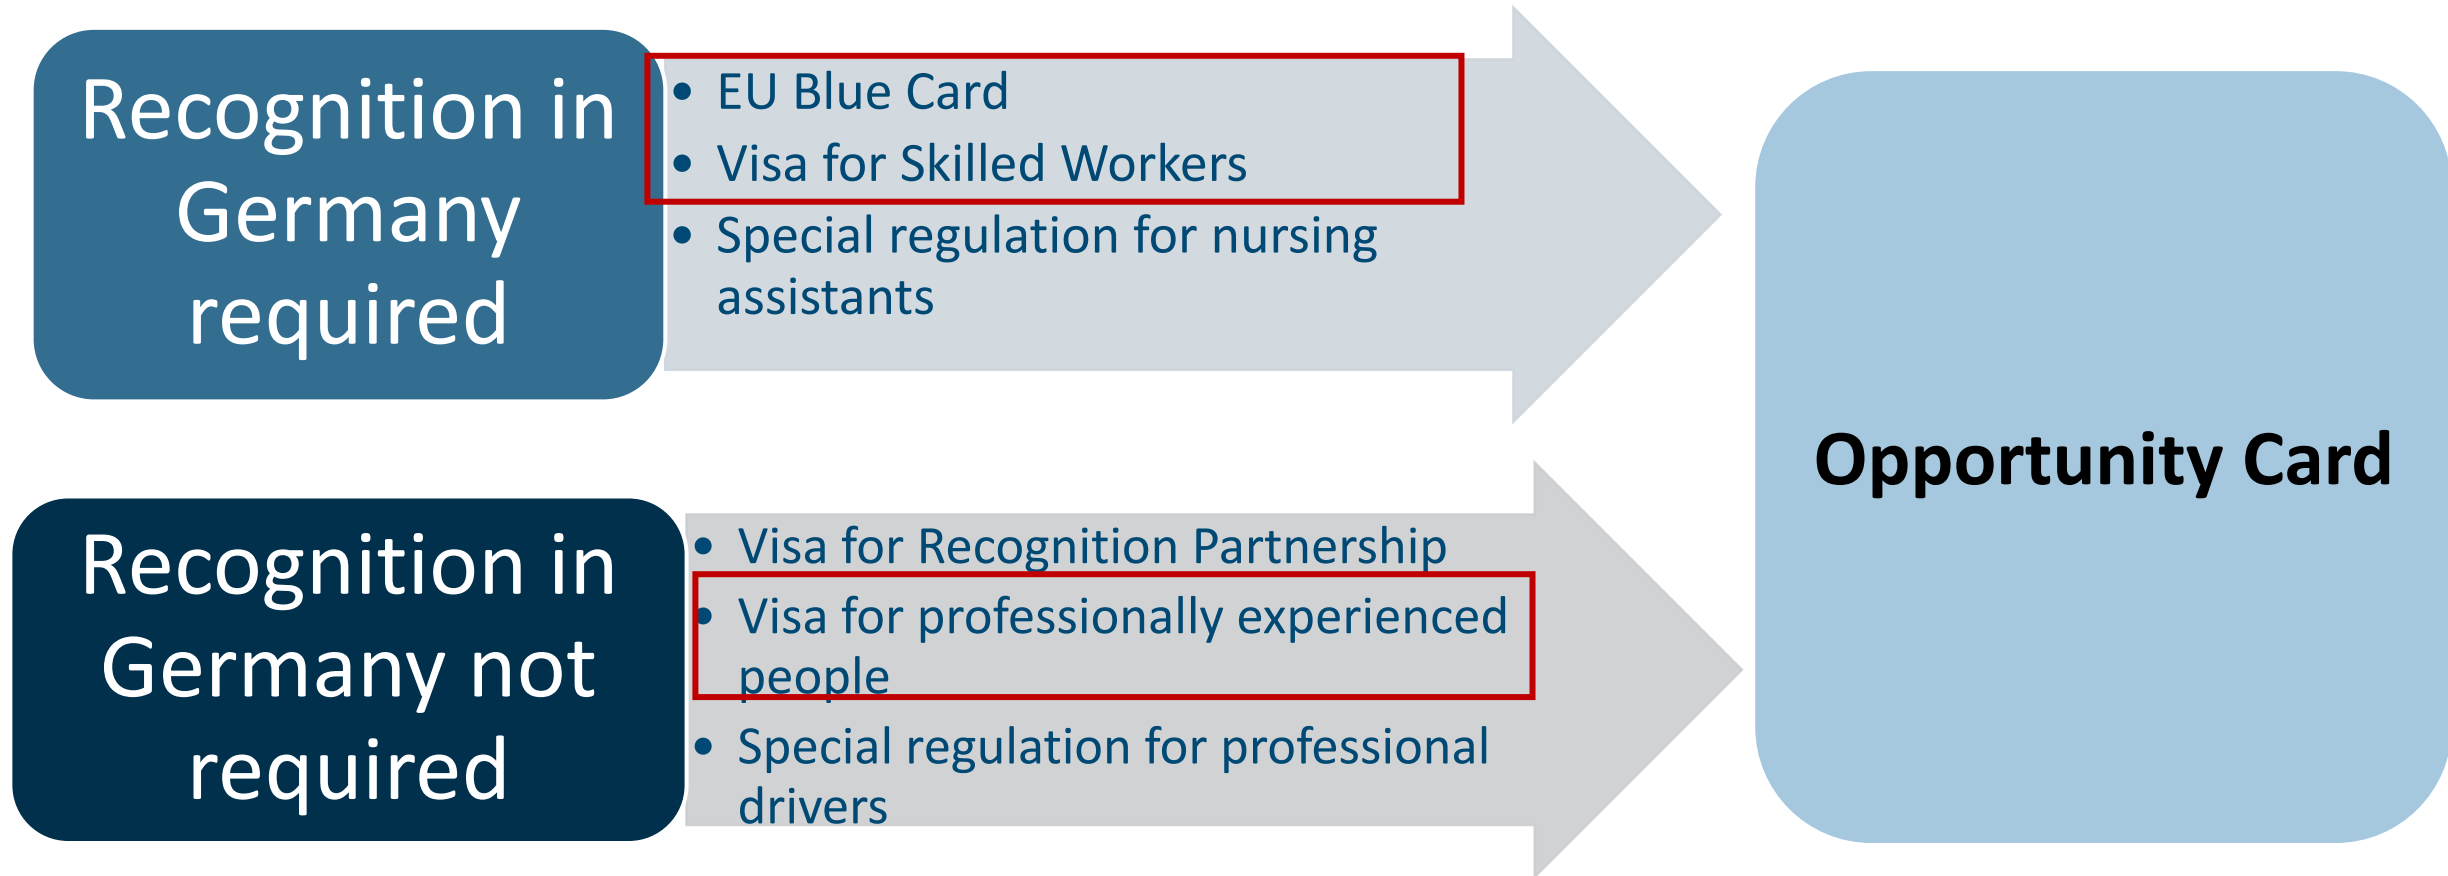 Recognition in
Germany
required
• EU Blue Card
• Visa for Skilled Workers
• Special regulation for nursing
assistants
Recognition in
Germany not
required
• Visa for Recognition Partnership
• Visa for professionally experienced
people
• Special regulation for professional
drivers
Opportunity Card